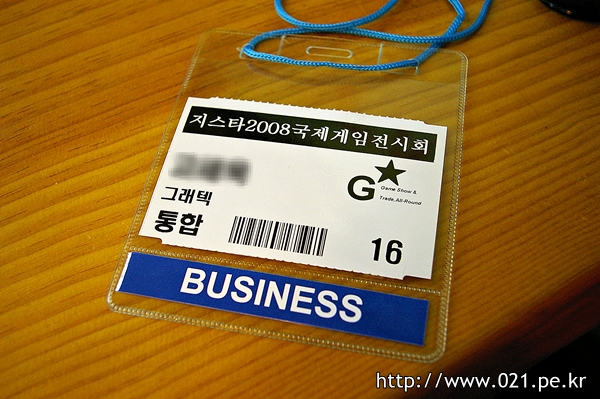 지스타2008국제게임전시회
G★
Game Show &
Trade,All-Round
그래텍
통합
16
BUSINESS
http://www.021.pe.kr